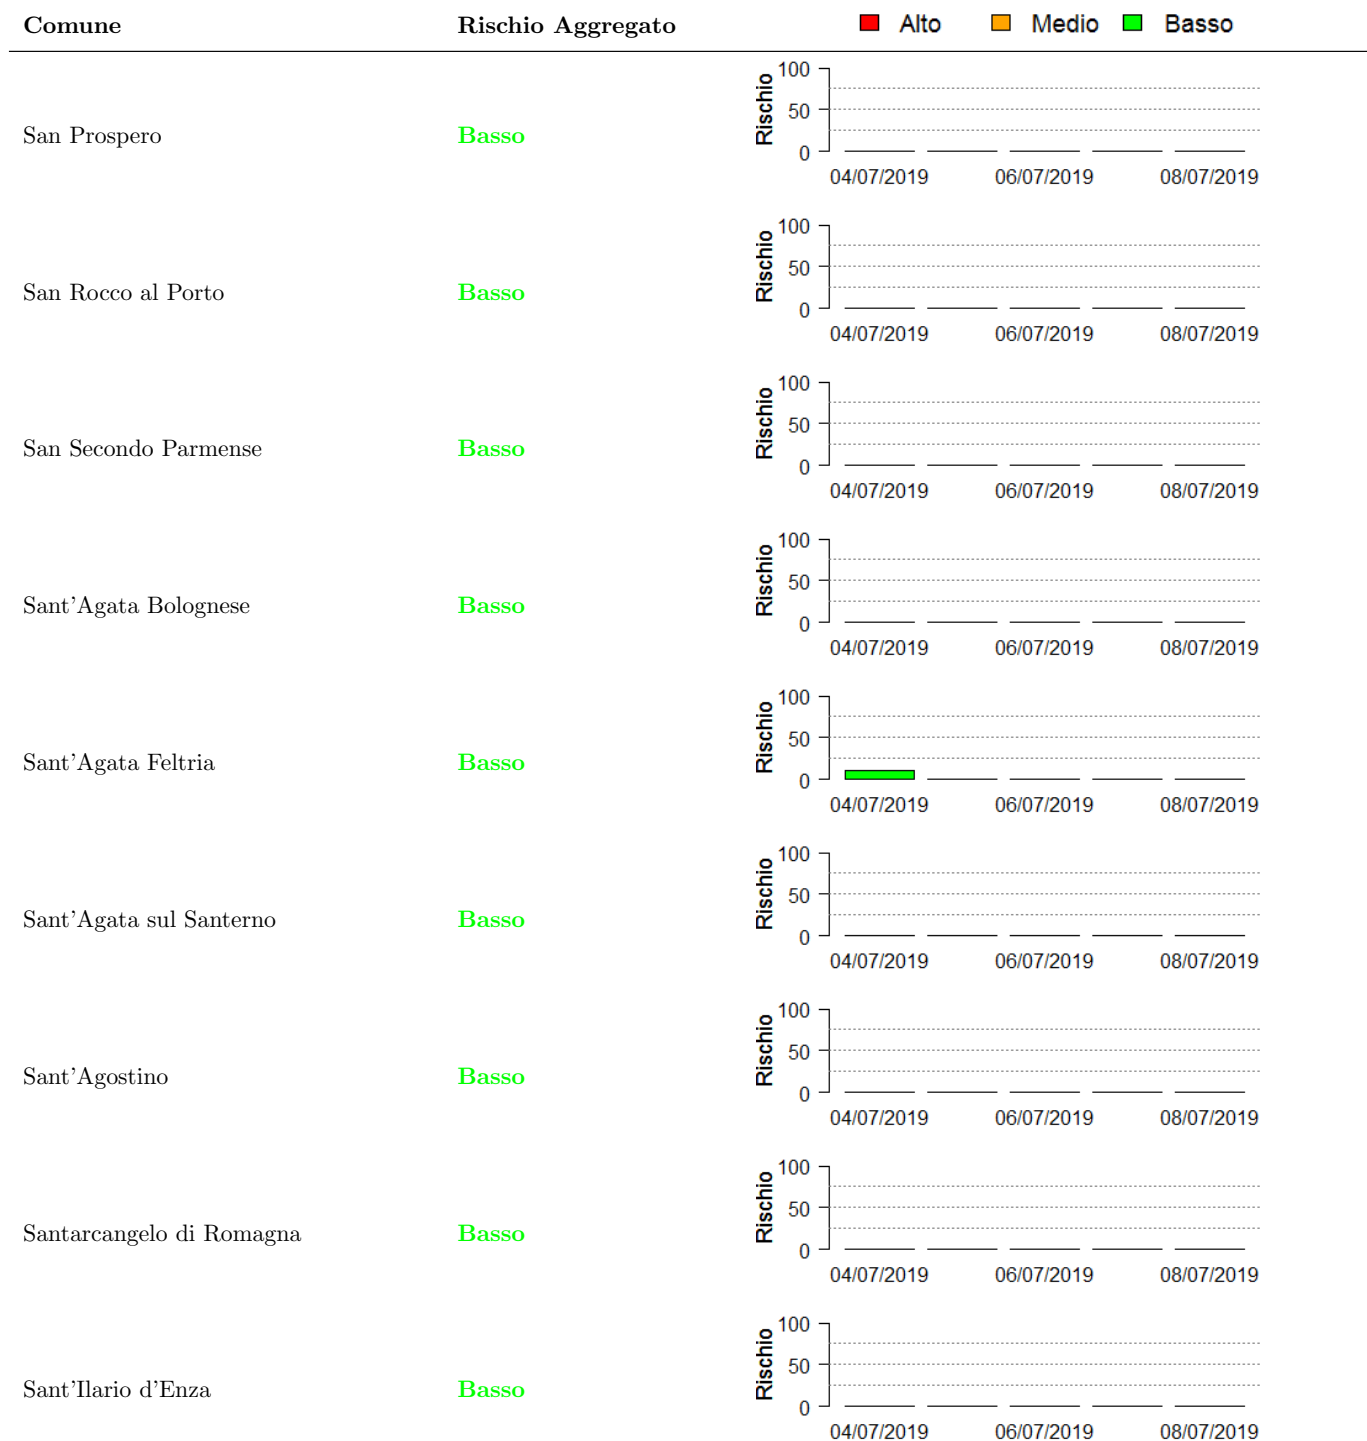 Comune Rischio Aggregato Alto Medio Basso
100
50
0
Rischio
San Prospero Basso
04/07/2019 06/07/2019 08/07/2019
100
50
0
Rischio
San Rocco al Porto Basso
04/07/2019 06/07/2019 08/07/2019
100
50
0
Rischio
San Secondo Parmense Basso
04/07/2019 06/07/2019 08/07/2019
100
50
0
Rischio
Sant'Agata Bolognese Basso
04/07/2019 06/07/2019 08/07/2019
100
50
0
Rischio
Sant'Agata Feltria Basso
04/07/2019 06/07/2019 08/07/2019
100
50
0
Rischio
Sant'Agata sul Santerno Basso
04/07/2019 06/07/2019 08/07/2019
100
50
0
Rischio
Sant'Agostino Basso
04/07/2019 06/07/2019 08/07/2019
100
50
0
Rischio
Santarcangelo di Romagna Basso
04/07/2019 06/07/2019 08/07/2019
100
50
0
Rischio
Sant'Ilario d'Enza Basso
04/07/2019 06/07/2019 08/07/2019